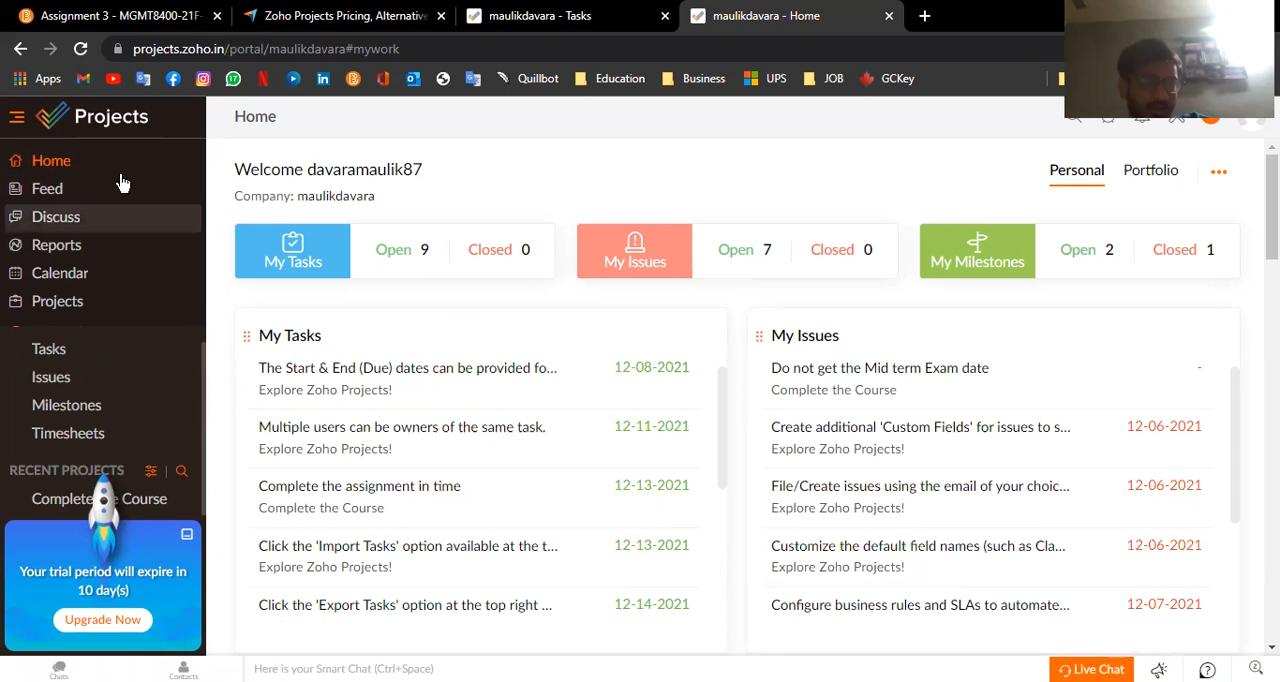 Assignment 3 - MGMT8400-21F-
Zoho Projects Pricing, Alternative
maulikdavara - Tasks
maulikdavara - Home
projects.zoho.in/portal/maulikdavara#mywork
Apps
Quillbot
Education
Business
UPS
JOB
GCKey
Projects
Home
Home
Feed
Discuss
Reports
Calendar
Projects
Tasks
Issues
Milestones
Timesheets
RECENT PROJECTS
Complete the Course
Your trial period will expire in
10 day(s)
Upgrade Now
Welcome davaramaulik87
Company: maulikdavara
Personal Portfolio
My Tasks
Open 9 Closed 0
My Issues
Open 7 Closed 0
My Milestones
Open 2 Closed 1
My Tasks
The Start & End (Due) dates can be provided fo... 12-08-2021
Explore Zoho Projects!
Multiple users can be owners of the same task. 12-11-2021
Explore Zoho Projects!
Complete the assignment in time 12-13-2021
Complete the Course
Click the 'Import Tasks' option available at the t... 12-13-2021
Explore Zoho Projects!
Click the 'Export Tasks' option at the top right ... 12-14-2021
My Issues
Do not get the Mid term Exam date -
Complete the Course
Create additional 'Custom Fields' for issues to s... 12-06-2021
Explore Zoho Projects!
File/Create issues using the email of your choic... 12-06-2021
Explore Zoho Projects!
Customize the default field names (such as Cla... 12-06-2021
Explore Zoho Projects!
Configure business rules and SLAs to automate... 12-07-2021
Chats
Contacts
Here is your Smart Chat (Ctrl+Space)
Live Chat